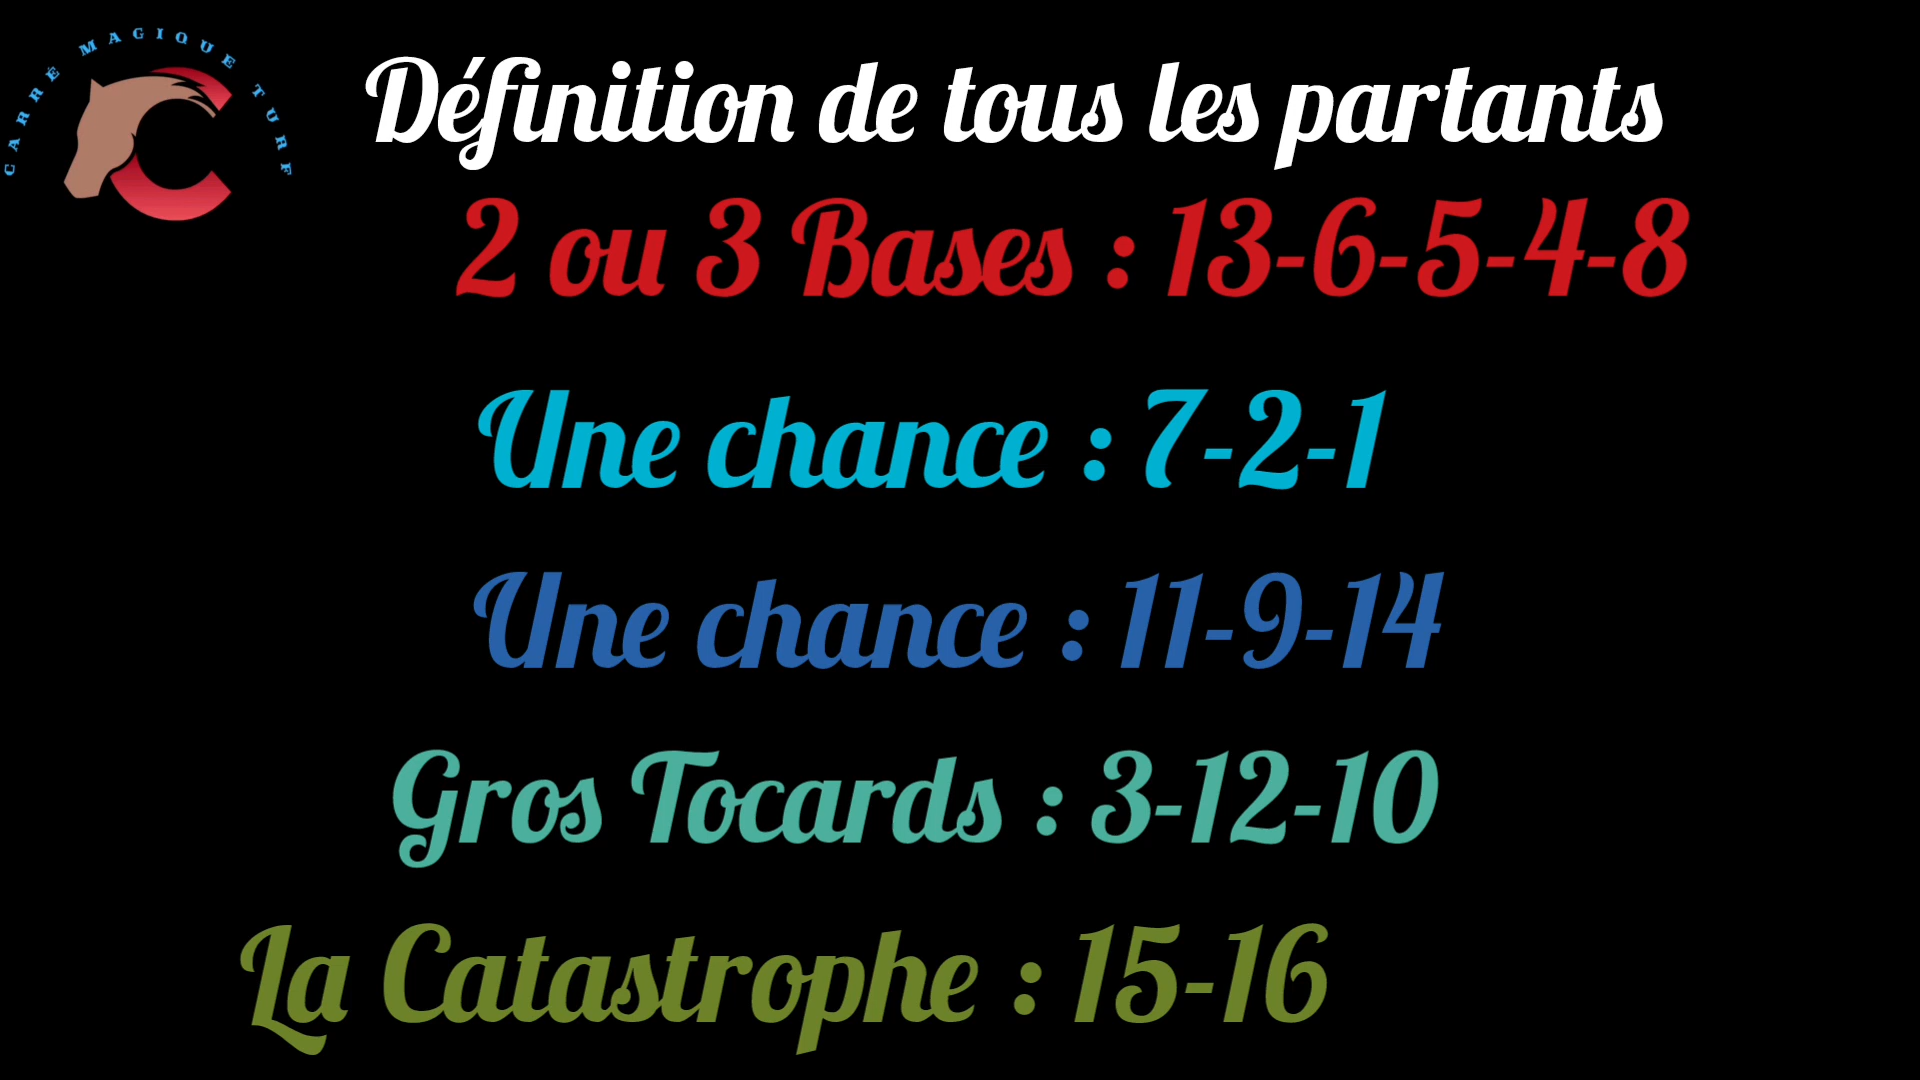 CARRÉ MAGIQUE TURF
Définition de tous les partants
2 ou 3 Bases : 13-6-5-4-8
Une chance : 7-2-1
Une chance : 11-9-14
Gros Tocards : 3-12-10
La Catastrophe : 15-16